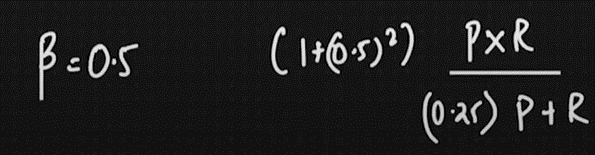 β = 0.5 (1+(0.5)²) P×R / (0.25) P+R